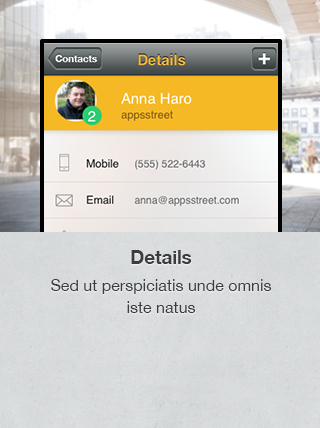 Contacts
Details
+
Anna Haro
appsstreet
2
Mobile (555) 522-6443
Email anna@appsstreet.com
Details
Sed ut perspiciatis unde omnis
iste natus